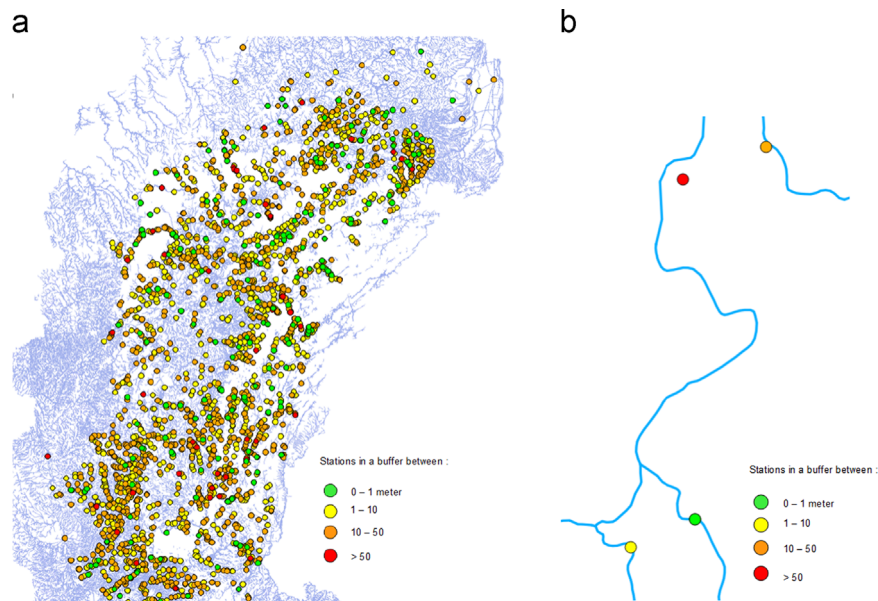 a
b
Stations in a buffer between :
0 – 1 meter
1 – 10
10 – 50
> 50
Stations in a buffer between :
0 – 1 meter
1 – 10
10 – 50
> 50